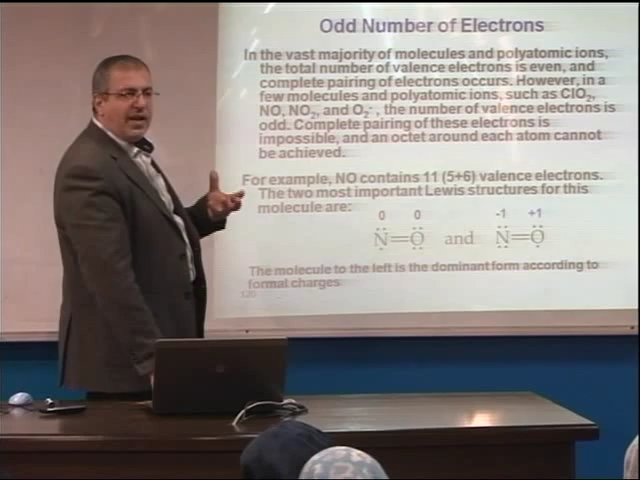 Odd Number of Electrons
In the vast majority of molecules and polyatomic ions,
the total number of valence electrons is even, and
complete pairing of electrons occurs. However, in a
few molecules and polyatomic ions, such as ClO₂,
NO, NO₂, and O₂⁻, the number of valence electrons is
odd. Complete pairing of these electrons is
impossible, and an octet around each atom cannot
be achieved.
For example, NO contains 11 (5+6) valence electrons.
The two most important Lewis structures for this
molecule are:
0 0 -1 +1
N=O and N=O
The molecule to the left is the dominant form according to
formal charges